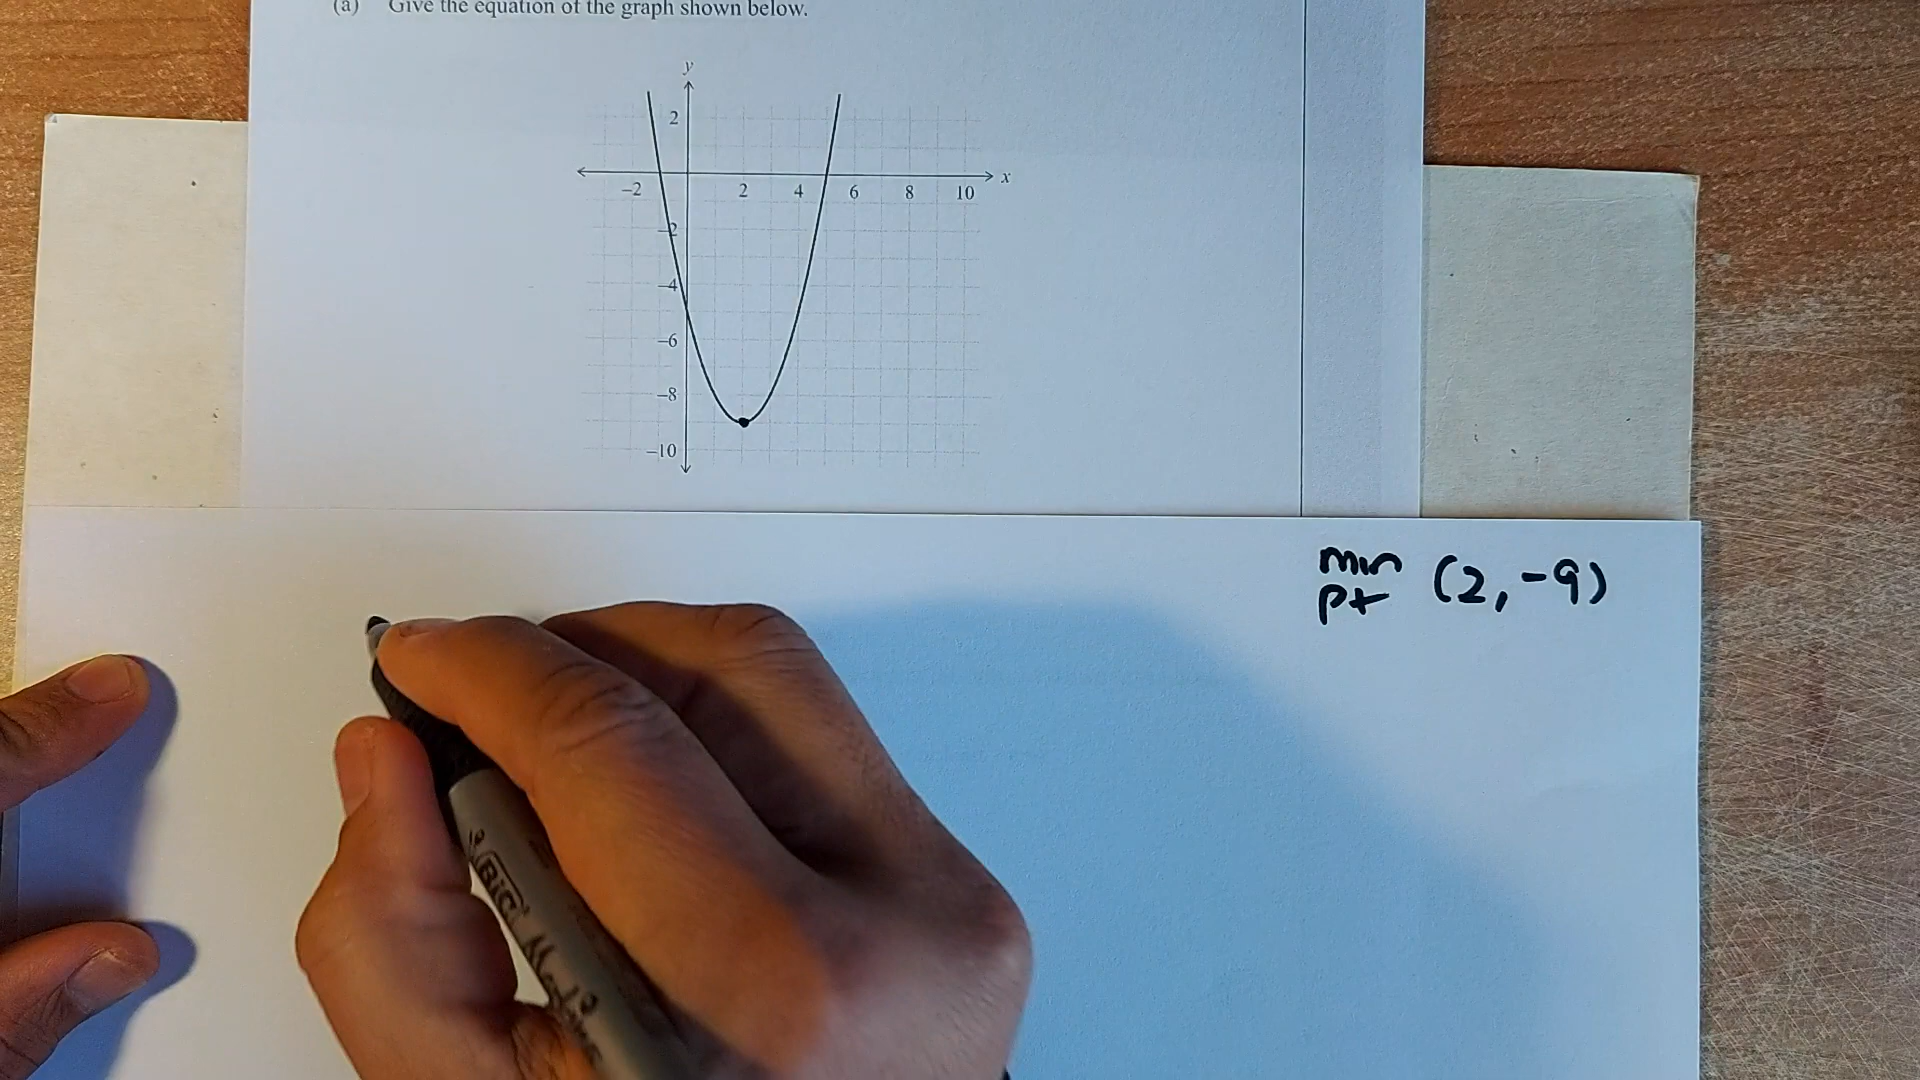 (a) Give the equation of the graph shown below.
y
2
x
-2 2 4 6 8 10
-2
-4
-6
-8
-10
min (2, -9)
pt
BIC Marking